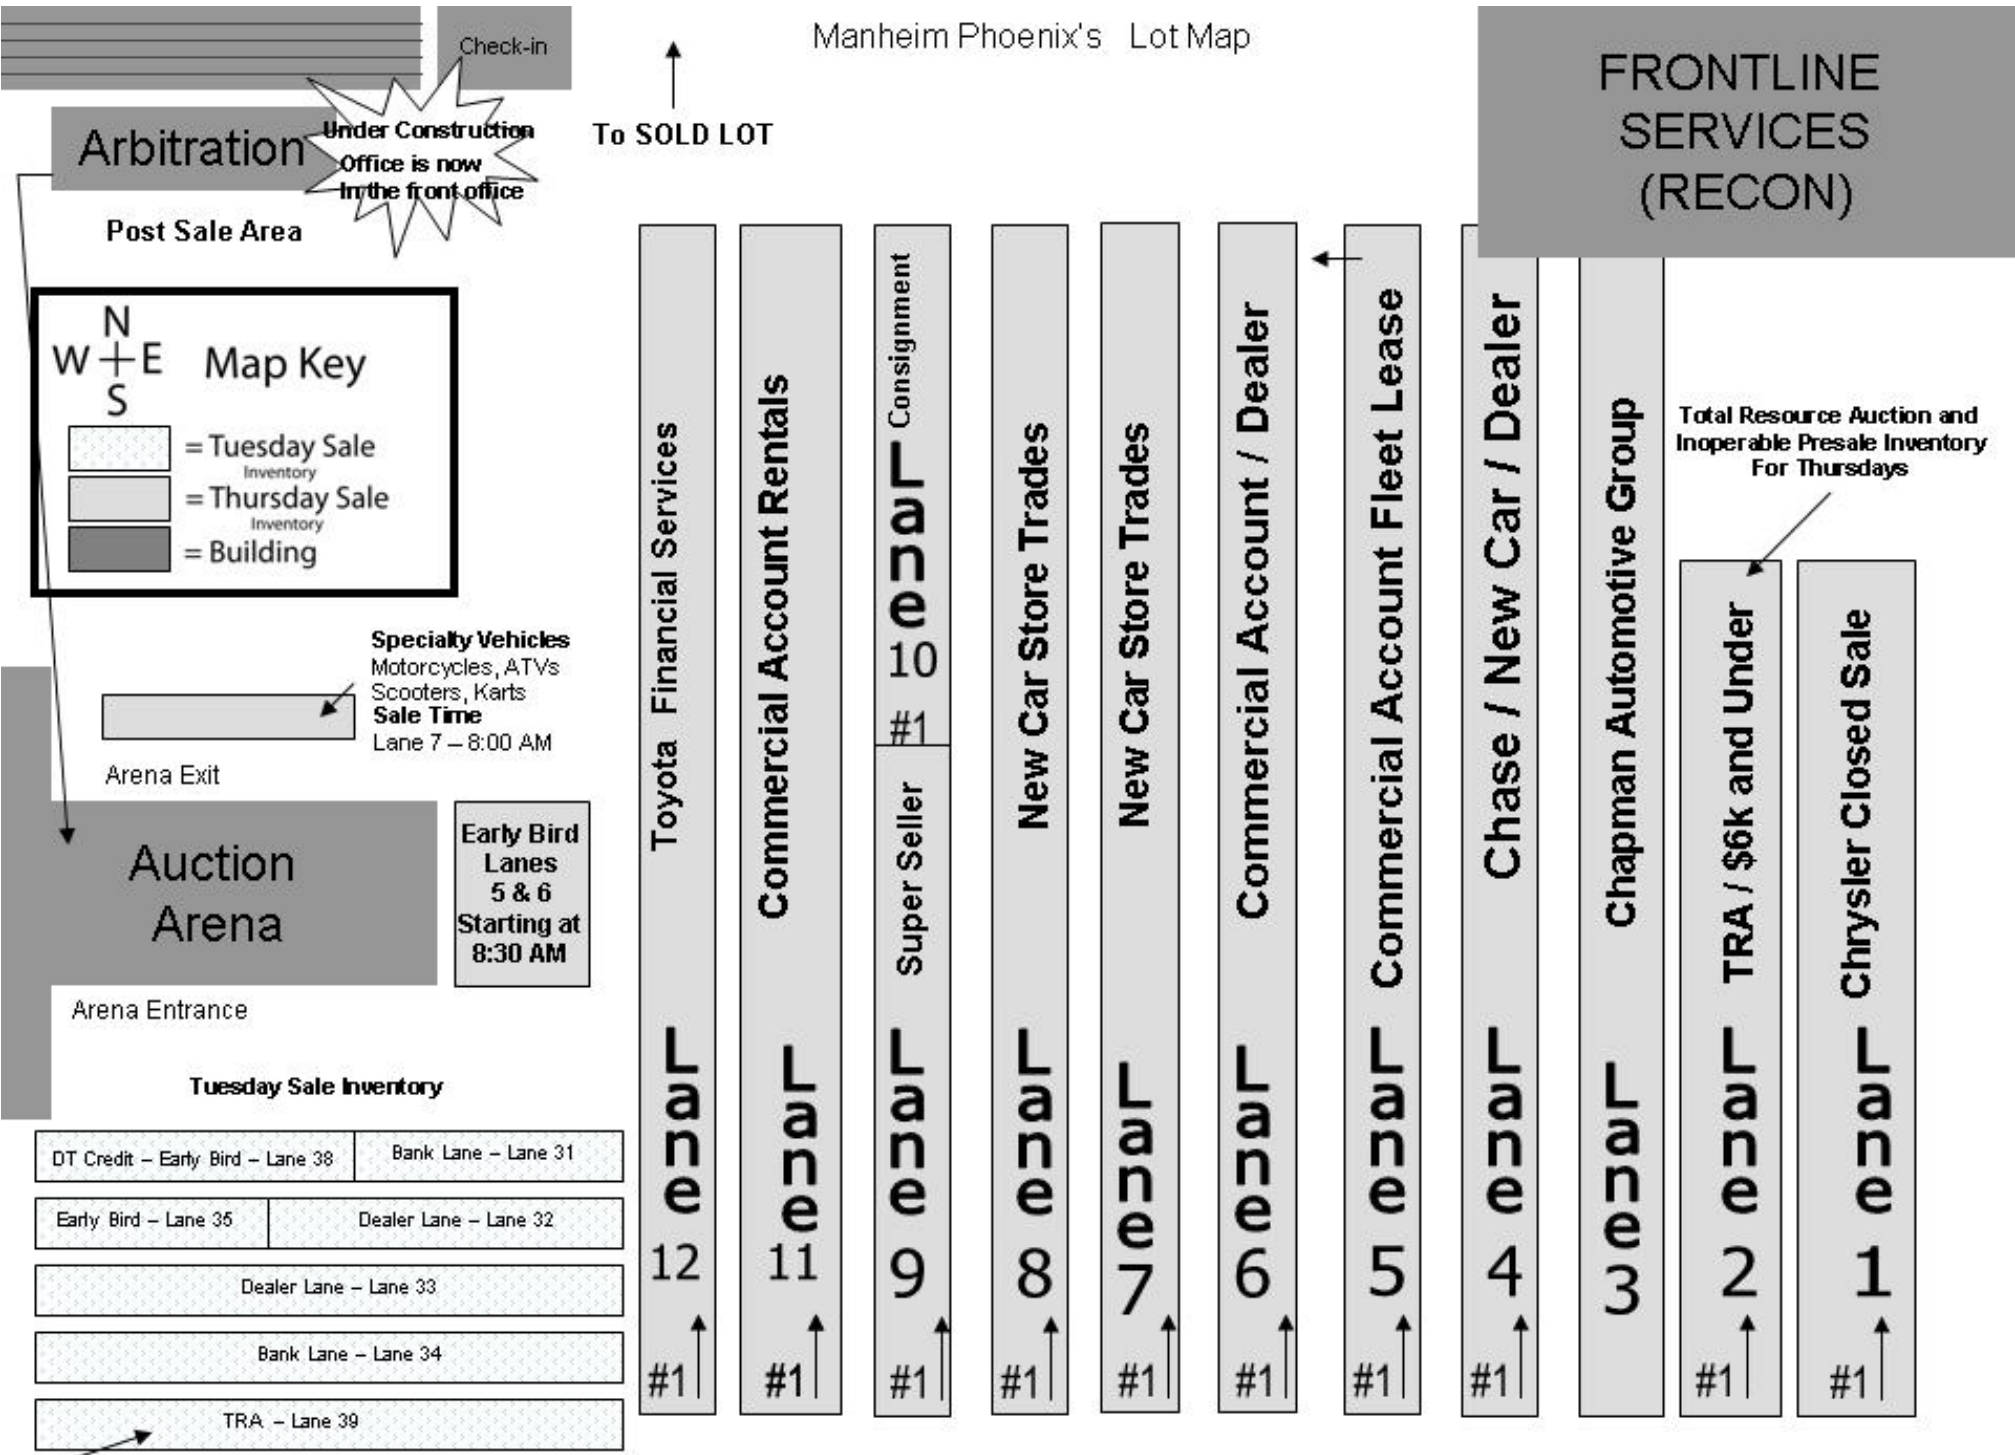 Manheim Phoenix's Lot Map
Check-in
To SOLD LOT
FRONTLINE
SERVICES
(RECON)
Arbitration
Under Construction
Office is now
In the front office
Post Sale Area
N
W E
S
Map Key
= Tuesday Sale
Inventory
= Thursday Sale
Inventory
= Building
Specialty Vehicles
Motorcycles, ATVs
Scooters, Karts
Sale Time
Lane 7 – 8:00 AM
Arena Exit
Auction
Arena
Early Bird
Lanes
5 & 6
Starting at
8:30 AM
Arena Entrance
Tuesday Sale Inventory
DT Credit – Early Bird – Lane 38
Bank Lane – Lane 31
Early Bird – Lane 35
Dealer Lane – Lane 32
Dealer Lane – Lane 33
Bank Lane – Lane 34
TRA – Lane 39
Toyota Financial Services
Lane
12
#1
Commercial Account Rentals
Lane
11
#1
Consignment
Lane
10
#1
Super Seller
Lane
9
#1
New Car Store Trades
Lane
8
#1
New Car Store Trades
Lane
7
#1
Commercial Account / Dealer
Lane
6
#1
Commercial Account Fleet Lease
Lane
5
#1
Chase / New Car / Dealer
Lane
4
#1
Chapman Automotive Group
Lane
3
Total Resource Auction and
Inoperable Presale Inventory
For Thursdays
TRA / $6k and Under
Lane
2
#1
Chrysler Closed Sale
Lane
1
#1